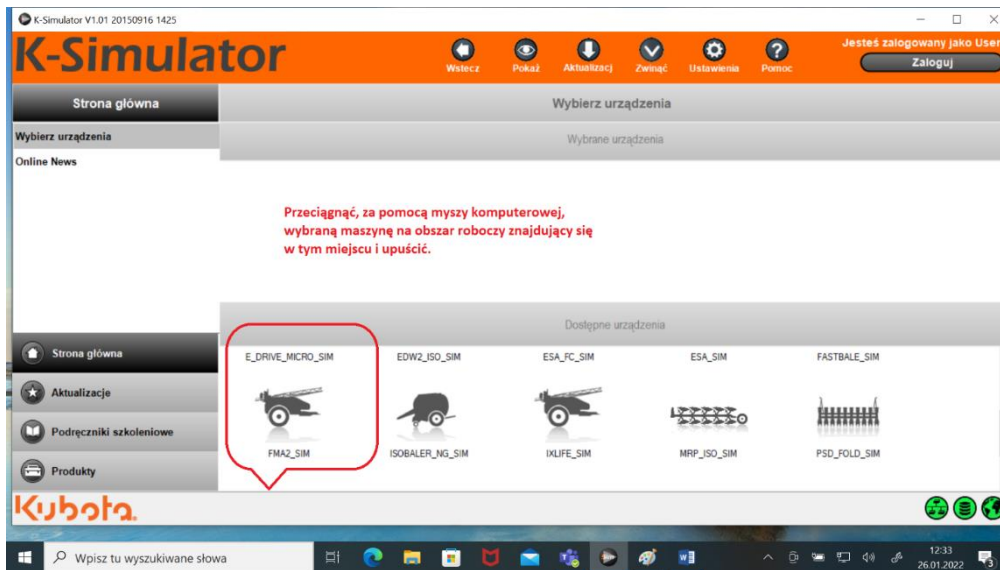 K-Simulator V1.01 20150916 1425
K-Simulator
Wstecz
Pokaż
Aktualizacj
Zwinąć
Ustawienia
Pomoc
Jesteś zalogowany jako User
Zaloguj
Strona główna
Wybierz urządzenia
Wybierz urządzenia
Wybrane urządzenia
Online News
Przeciągnąć, za pomocą myszy komputerowej,
wybraną maszynę na obszar roboczy znajdujący się
w tym miejscu i upuścić.
Dostępne urządzenia
Strona główna
Aktualizacje
Podręczniki szkoleniowe
Produkty
E_DRIVE_MICRO_SIM
EDW2_ISO_SIM
ESA_FC_SIM
ESA_SIM
FASTBALE_SIM
FMA2_SIM
ISOBALER_NG_SIM
IXLIFE_SIM
MRP_ISO_SIM
PSD_FOLD_SIM
Kubota.
Wpisz tu wyszukiwane słowa
12:33
26.01.2022
3